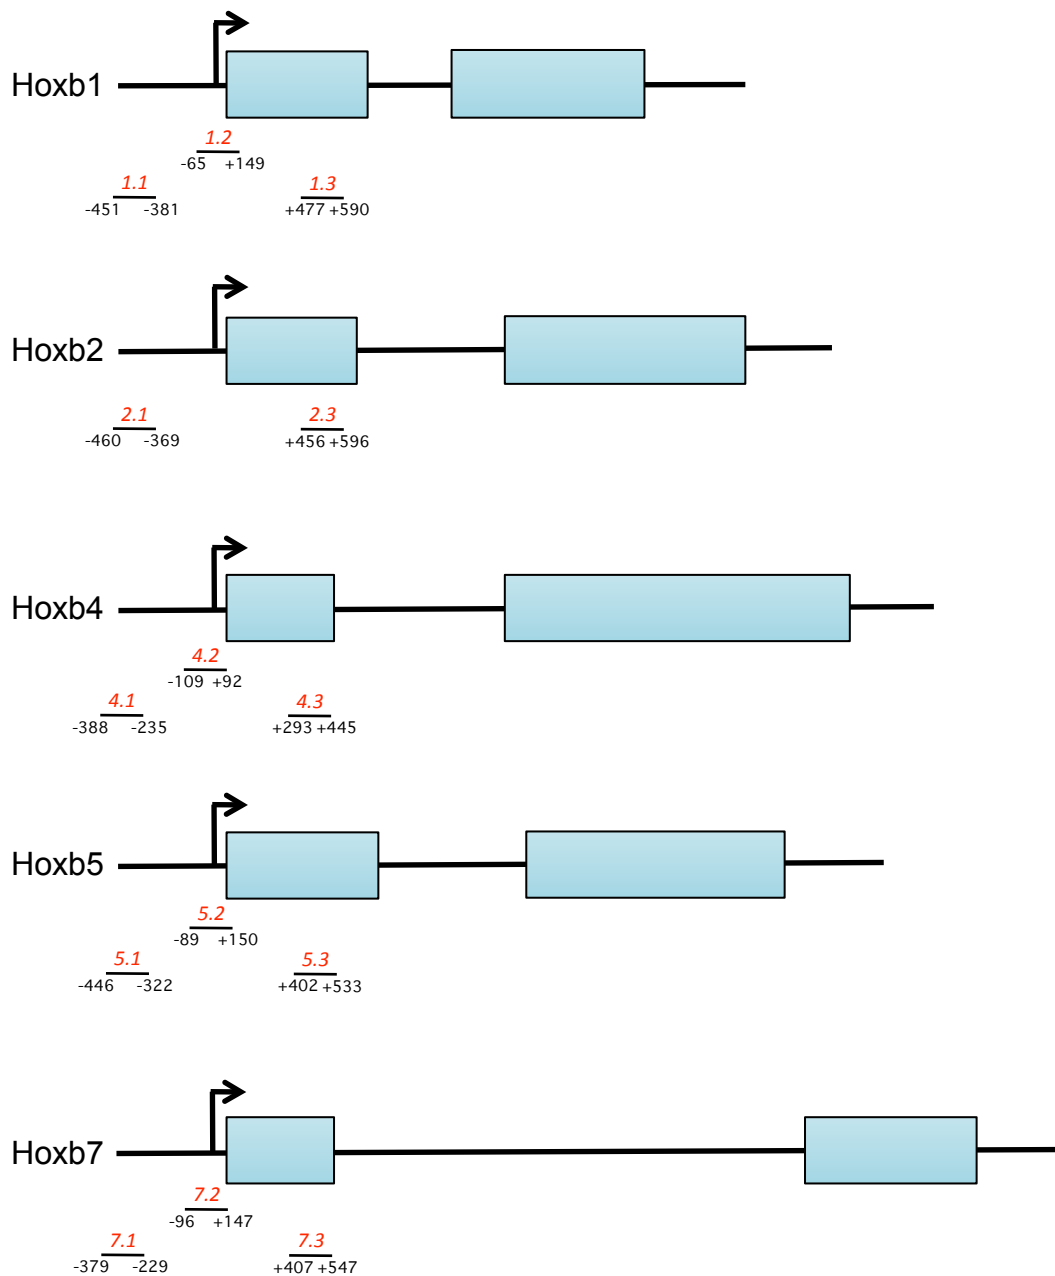 Hoxb1
1.2
-65 +149
1.1 1.3
-451 -381 +477 +590
Hoxb2
2.1 2.3
-460 -369 +456 +596
Hoxb4
4.2
-109 +92
4.1 4.3
-388 -235 +293 +445
Hoxb5
5.2
-89 +150
5.1 5.3
-446 -322 +402 +533
Hoxb7
7.2
-96 +147
7.1 7.3
-379 -229 +407 +547